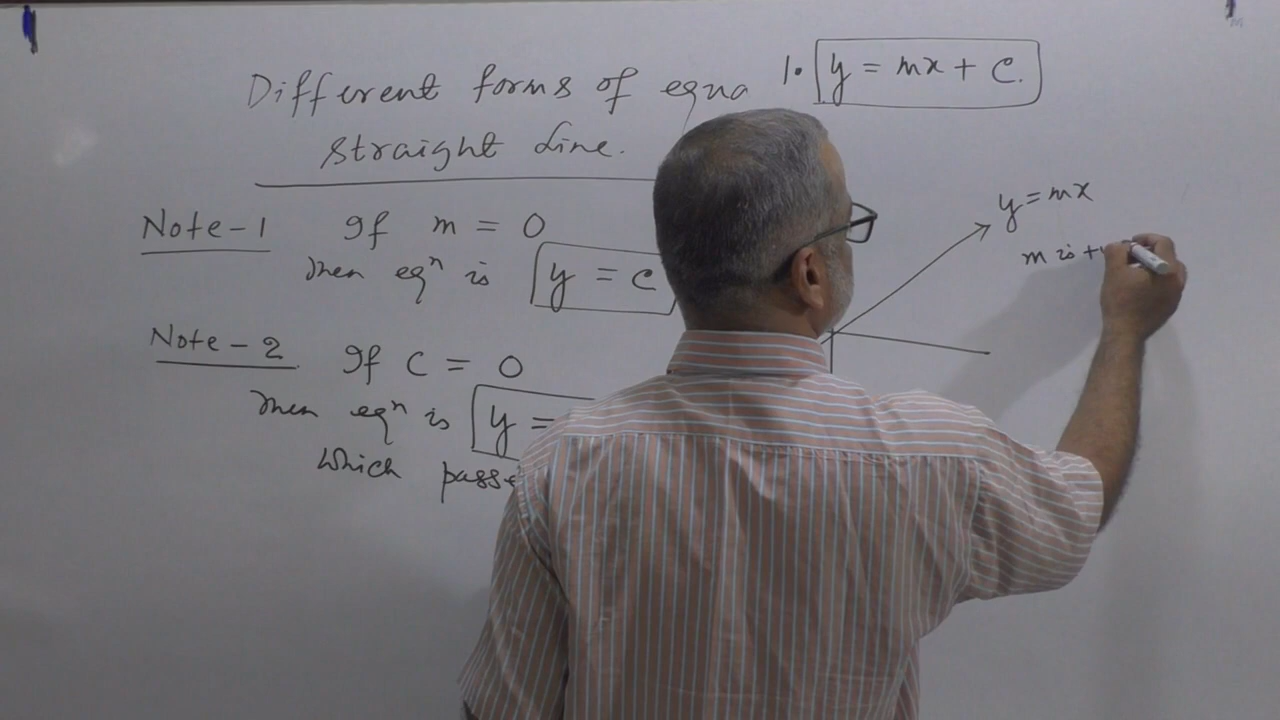 Different forms of equa
straight Line.
1. y = mx + c.
Note-1 If m = 0
then eqn is y = c
Note-2 If c = 0
then eqn is y =
which passe
y = mx
m is +